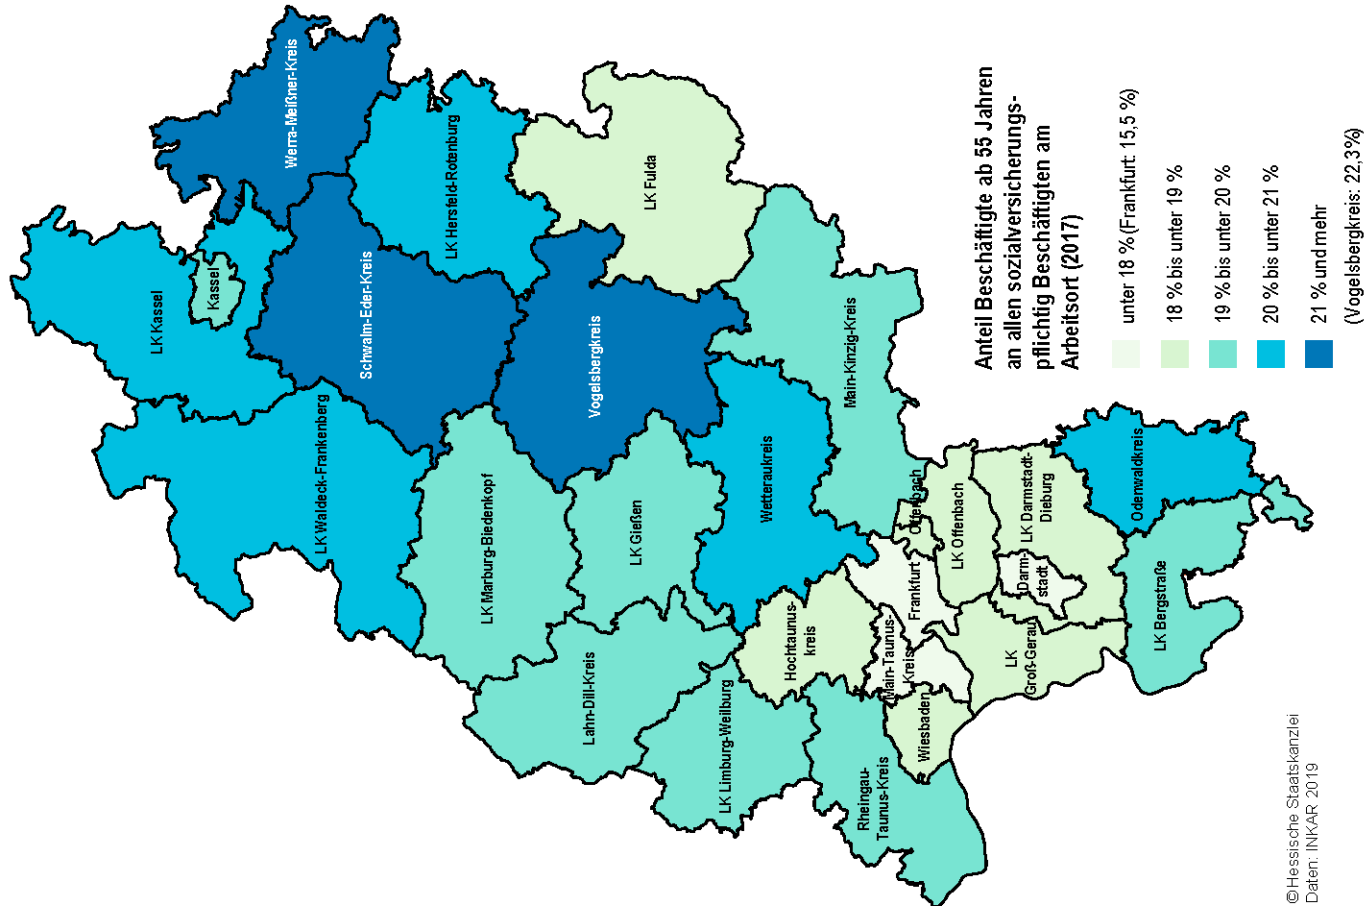 Werra-Meißner-Kreis
LK Kassel
Kassel
LK Hersfeld-Rotenburg
Schwalm-Eder-Kreis
LK Waldeck-Frankenberg
LK Fulda
Vogelsbergkreis
LK Marburg-Biedenkopf
LK Gießen
Lahn-Dill-Kreis
Main-Kinzig-Kreis
Wetteraukreis
Hochtaunus-
kreis
LK Limburg-Weilburg
Rheingau-
Taunus-Kreis
Main-Taunus-
Kreis
Wiesbaden
Frankfurt
Offenbach
LK Offenbach
LK
Groß-Gerau
Darm-
stadt
LK Darmstadt-
Dieburg
Odenwaldkreis
LK Bergstraße
Anteil Beschäftigte ab 55 Jahren
an allen sozialversicherungs-
pflichtig Beschäftigten am
Arbeitsort (2017)
unter 18 % (Frankfurt: 15,5 %)
18 % bis unter 19 %
19 % bis unter 20 %
20 % bis unter 21 %
21 % und mehr
(Vogelsbergkreis: 22,3%)
©Hessische Staatskanzlei
Daten: INKAR 2019